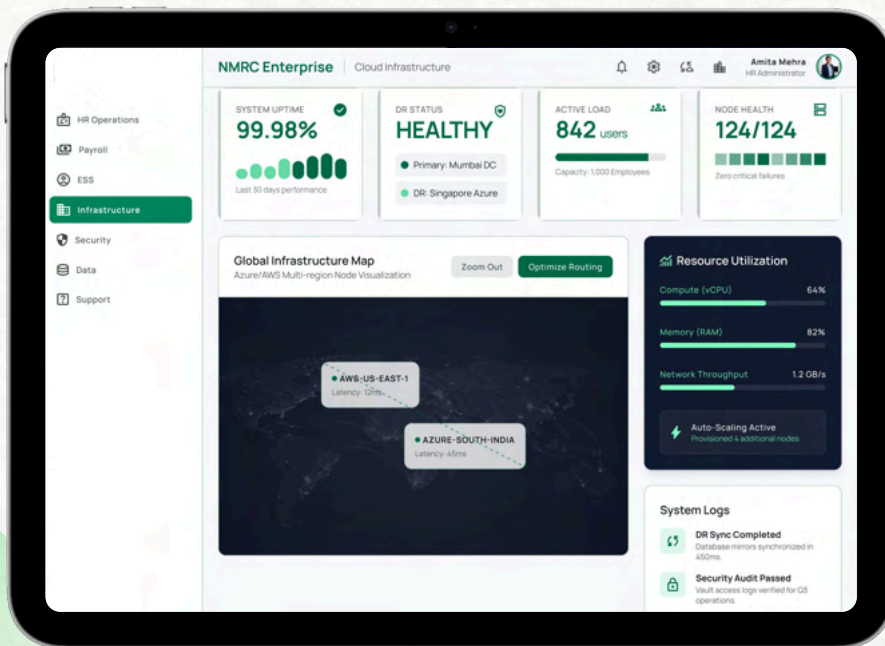 NMRC Enterprise
Cloud Infrastructure
Amita Mehra
HR Administrator
HR Operations
Payroll
ESS
Infrastructure
Security
Data
Support
SYSTEM UPTIME
99.98%
Last 30 days performance
DR STATUS
HEALTHY
Primary: Mumbai DC
DR: Singapore Azure
ACTIVE LOAD
842 users
Capacity: 1,000 Employees
NODE HEALTH
124/124
Zero critical failures
Global Infrastructure Map
Azure/AWS Multi-region Node Visualization
Zoom Out
Optimize Routing
AWS-US-EAST-1
Latency: 12ms
AZURE-SOUTH-INDIA
Latency: 45ms
Resource Utilization
Compute (vCPU) 64%
Memory (RAM) 82%
Network Throughput 1.2 GB/s
Auto-Scaling Active
Provisioned 4 additional nodes
System Logs
DR Sync Completed
Database mirrors synchronized in
450ms.
Security Audit Passed
Vault access logs verified for Q3
operations.